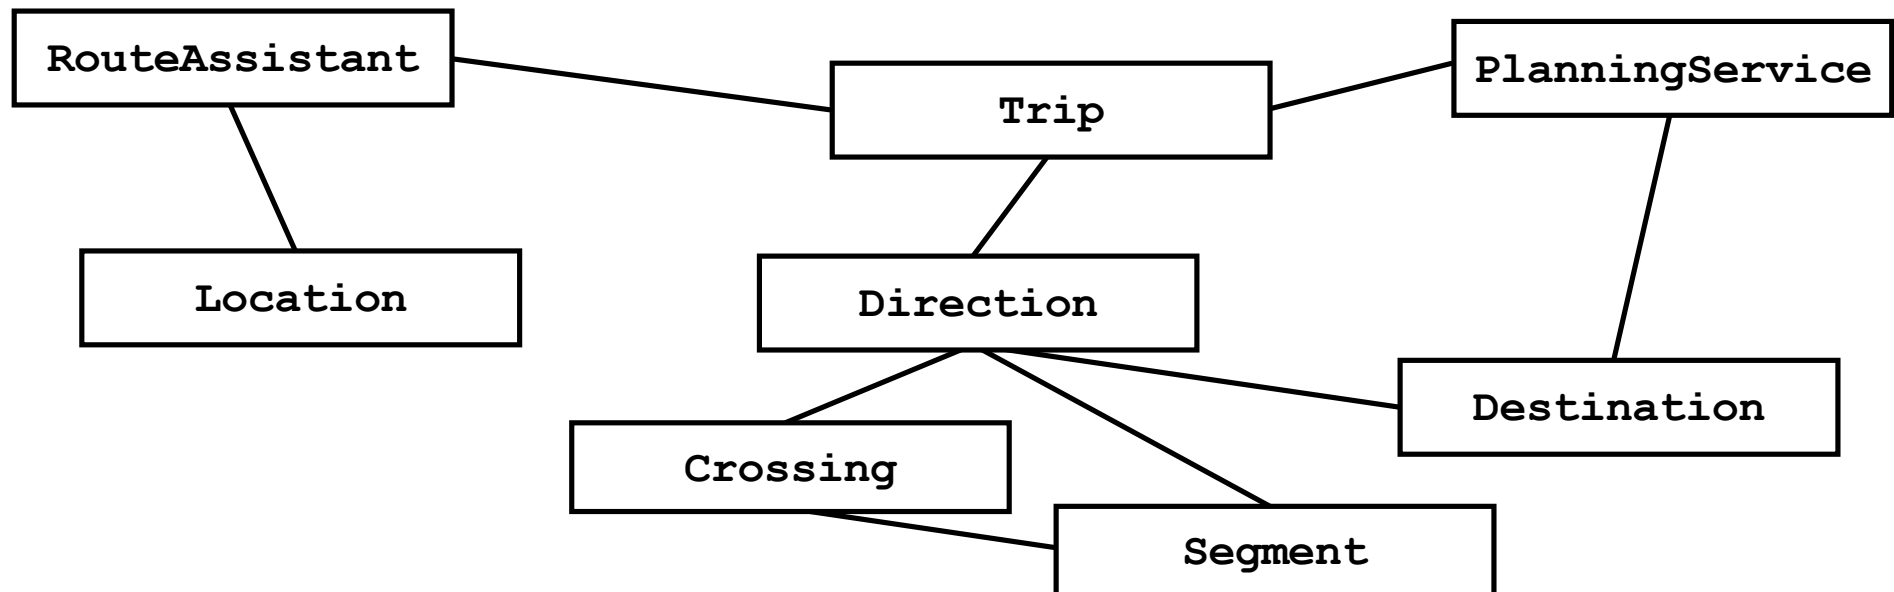 RouteAssistant
PlanningService
Trip
Location
Direction
Destination
Crossing
Segment